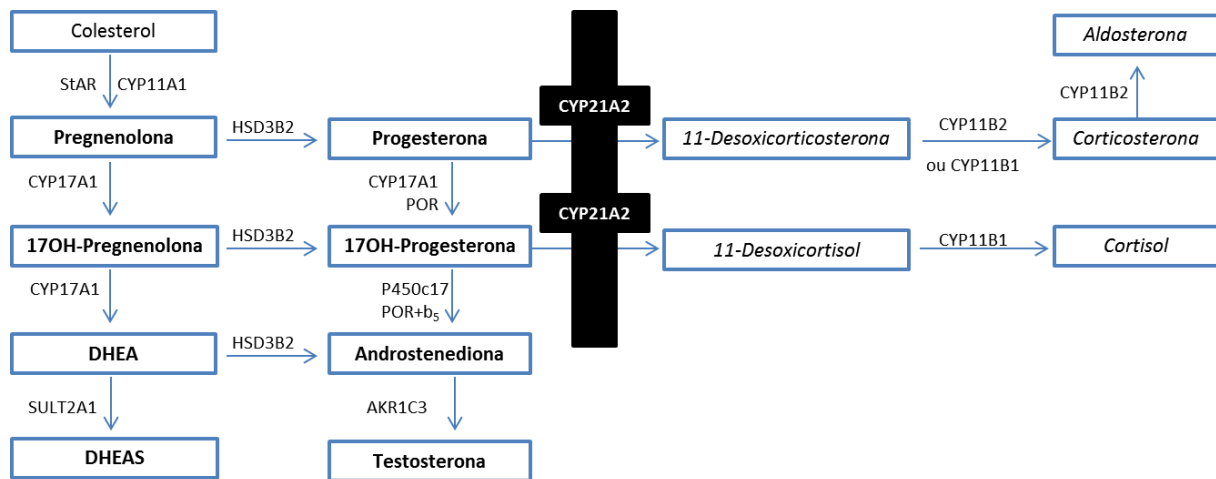 Colesterol
Aldosterona
StAR CYP11A1
CYP21A2
CYP11B2
Pregnenolona
HSD3B2
Progesterona
11-Desoxicorticosterona
CYP11B2
ou CYP11B1
Corticosterona
CYP17A1
CYP17A1
POR
CYP21A2
17OH-Pregnenolona
HSD3B2
17OH-Progesterona
11-Desoxicortisol
CYP11B1
Cortisol
CYP17A1
P450c17
POR+b₅
DHEA
HSD3B2
Androstenediona
SULT2A1
AKR1C3
DHEAS
Testosterona